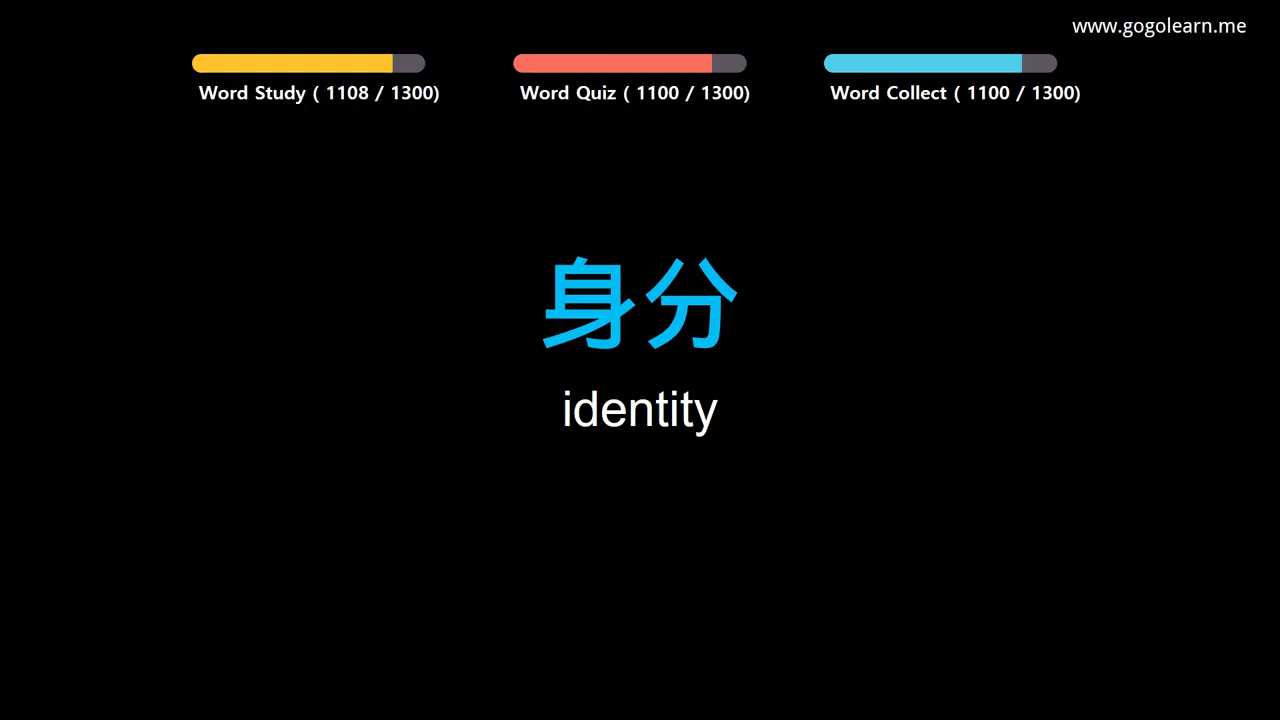 www.gogolearn.me
Word Study ( 1108 / 1300)
Word Quiz ( 1100 / 1300)
Word Collect ( 1100 / 1300)
身分
identity